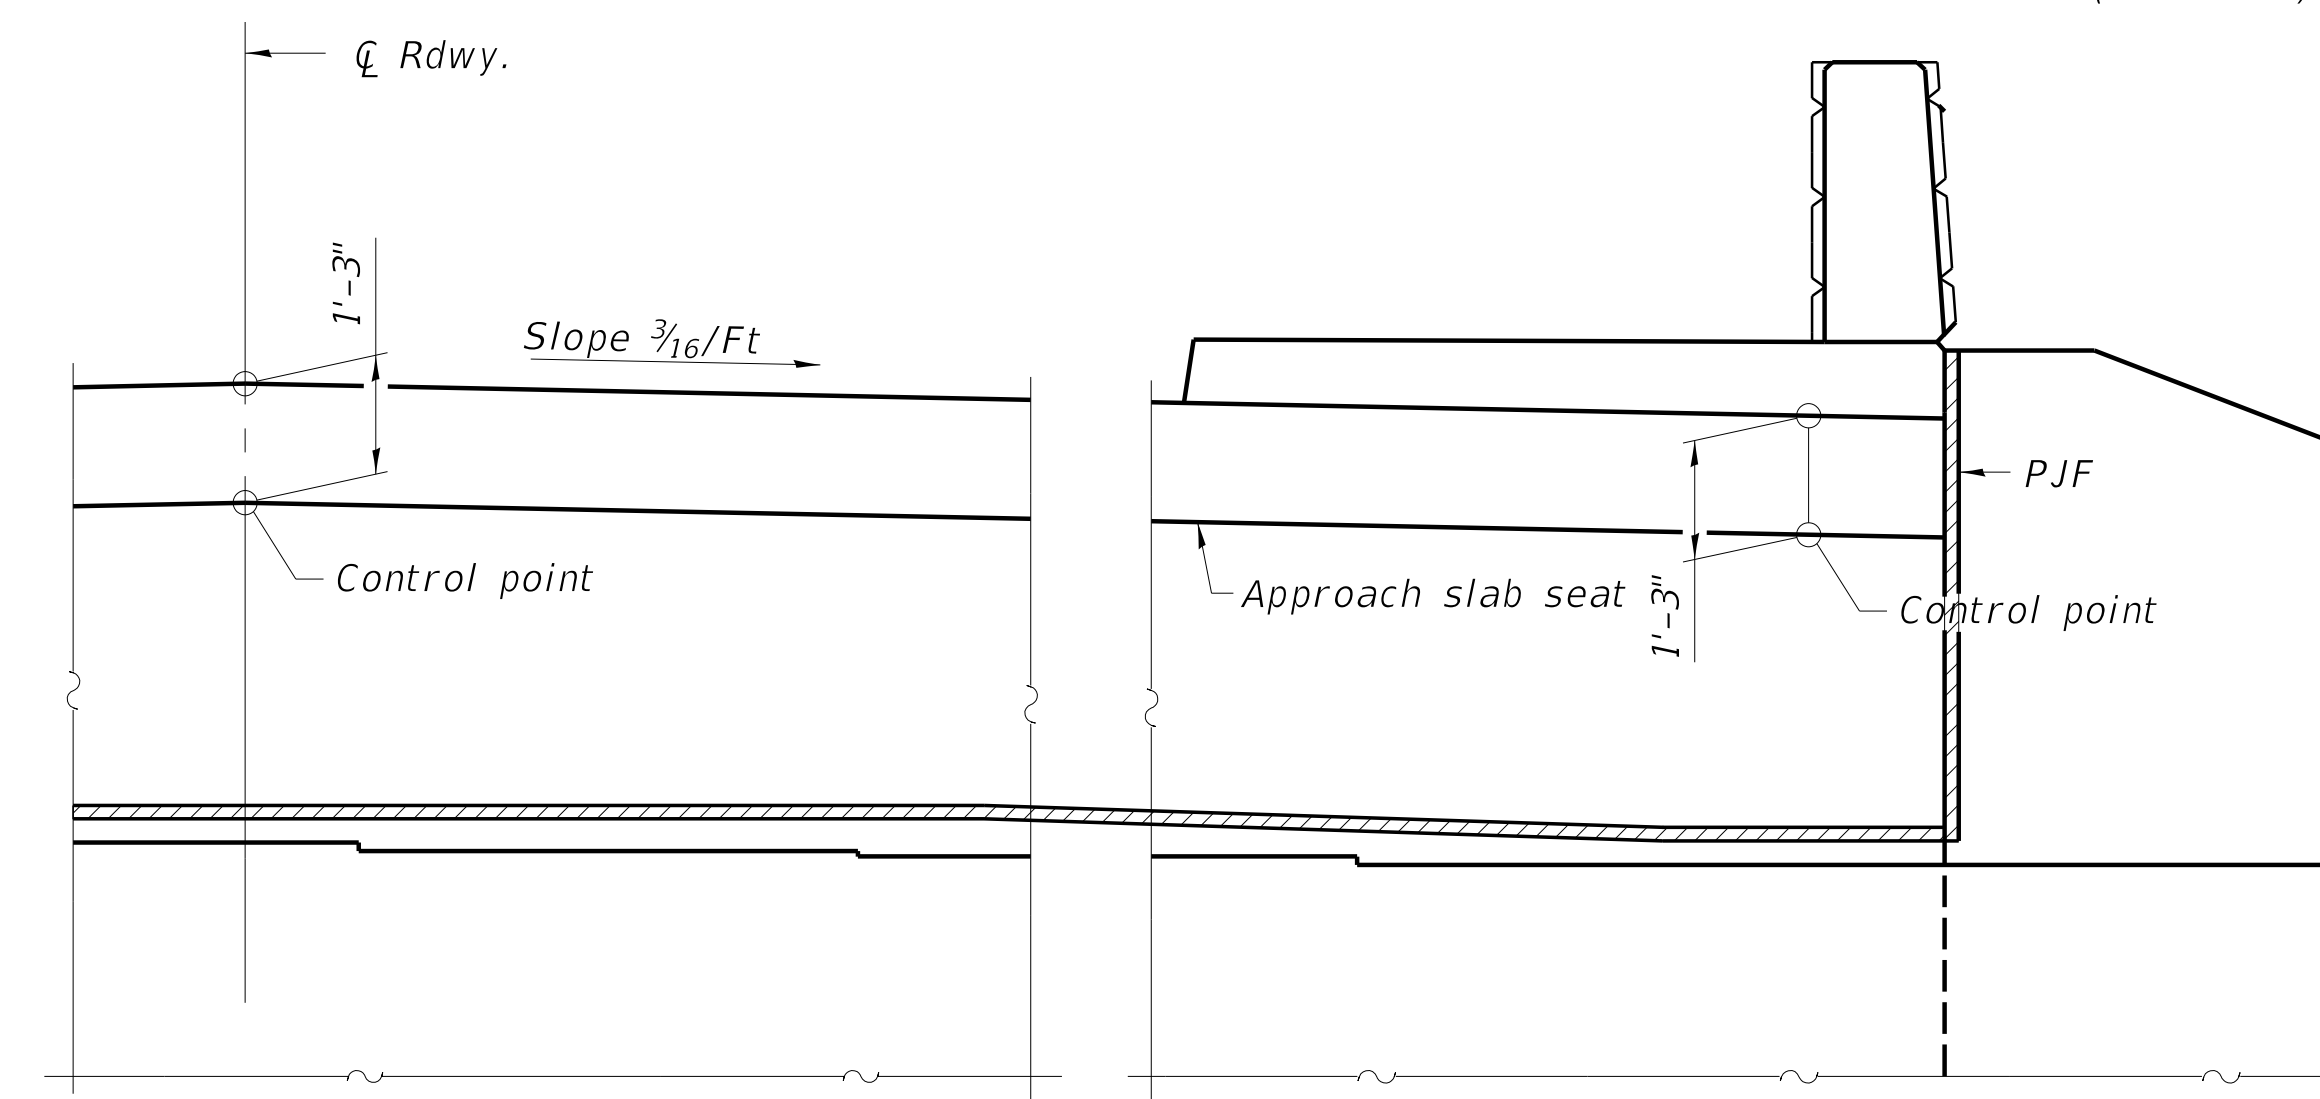 ℄ Rdwy.
1'-3"
Slope 3/16/Ft
PJF
Control point
Approach slab seat
1'-3"
Control point